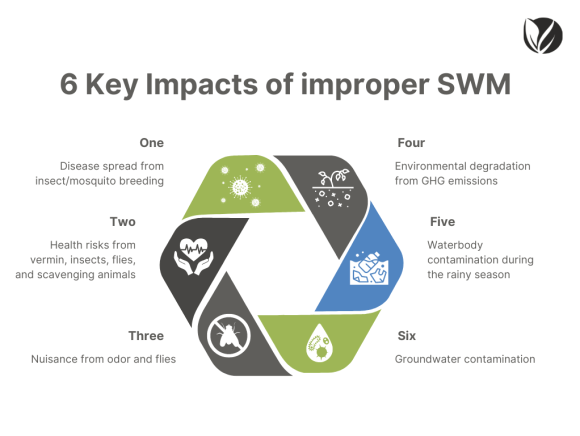 6 Key Impacts of improper SWM
One
Disease spread from
insect/mosquito breeding
Two
Health risks from
vermin, insects, flies,
and scavenging animals
Three
Nuisance from odor and flies
Four
Environmental degradation
from GHG emissions
Five
Waterbody
contamination during
the rainy season
Six
Groundwater contamination